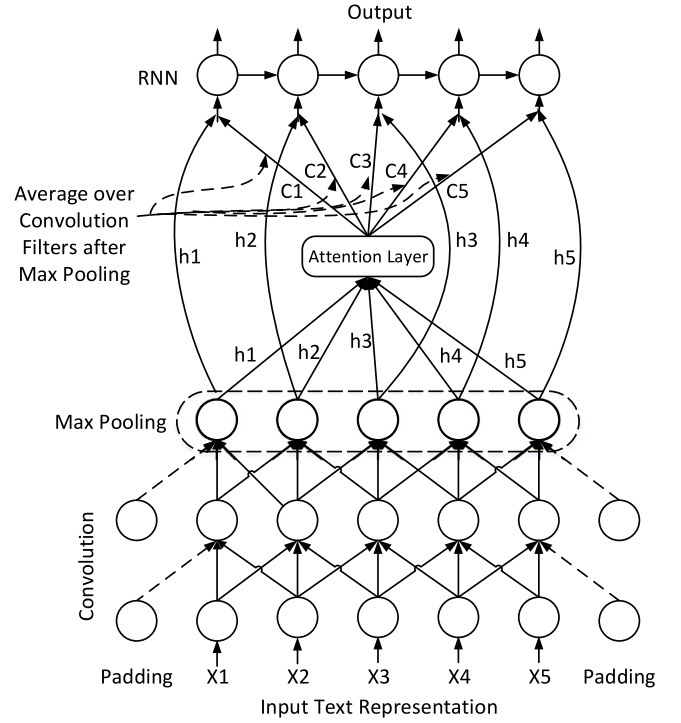 Output
RNN
C1 C2 C3 C4 C5
Average over
Convolution
Filters after
Max Pooling
h1 h2 h3 h4 h5
Attention Layer
h1 h2 h3 h4 h5
Max Pooling
Convolution
Padding X1 X2 X3 X4 X5 Padding
Input Text Representation